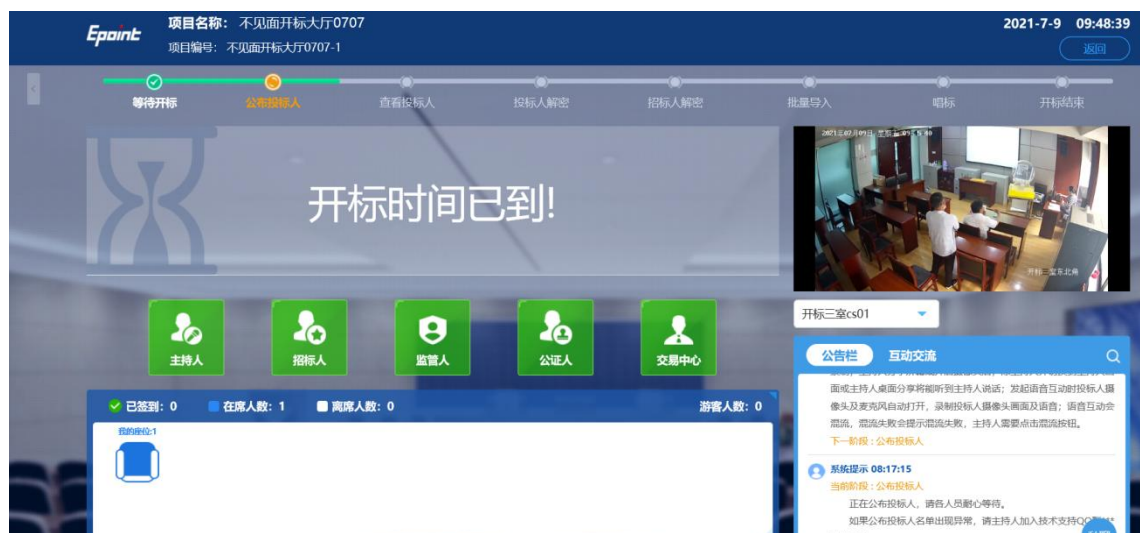 Epoint
项目名称： 不见面开标大厅0707
2021-7-9 09:48:39
项目编号： 不见面开标大厅0707-1
返回
等待开标
公布投标人
查看投标人
投标人解密
招标人解密
批量导入
唱标
开标结束
开标时间已到!
主持人
招标人
监管人
公证人
交易中心
开标三室cs01
公告栏
互动交流
已签到：0
在席人数：1
离席人数：0
游客人数：0
我的座位:1
面或主持人桌面分享将能听到主持人说话；发起语音互动时投标人摄
像头及麦克风自动打开，录制投标人摄像头画面及语音；语音互动会
混流，混流失败会提示混流失败，主持人需要点击混流按钮。
下一阶段 : 公布投标人
系统提示 08:17:15
当前阶段 : 公布投标人
正在公布投标人，请各人员耐心等待。
如果公布投标人名单出现异常，请主持人加入技术支持QQ